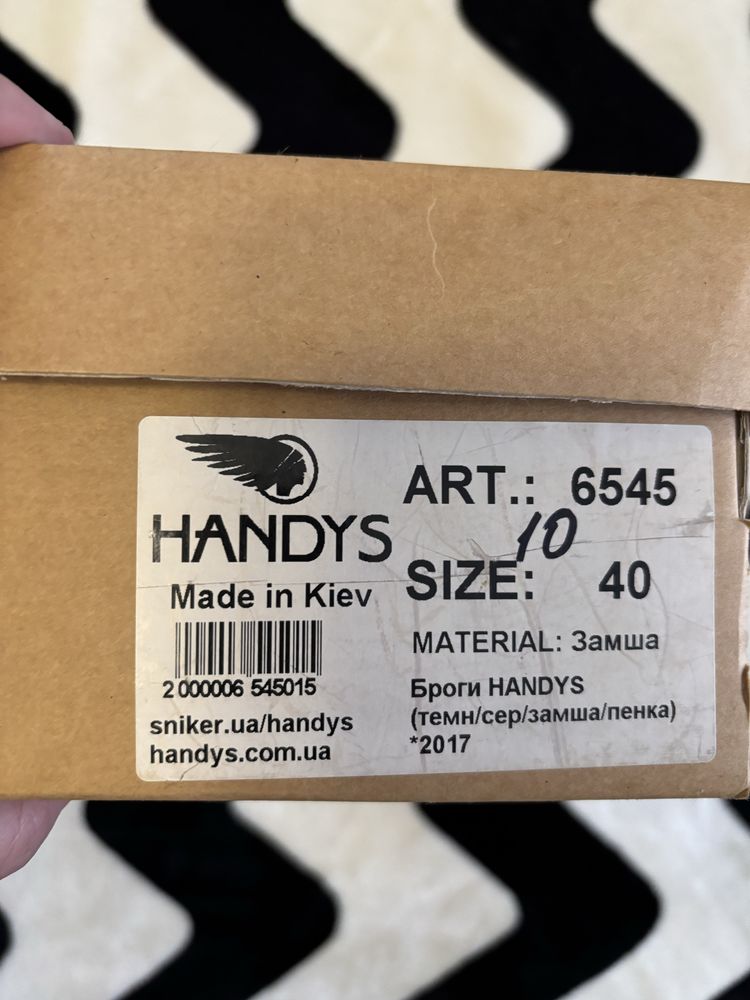 HANDYS
Made in Kiev
2 000006 545015
sniker.ua/handys
handys.com.ua
ART.: 6545
10
SIZE: 40
MATERIAL: Замша
Броги HANDYS
(темн/сер/замша/пенка)
*2017